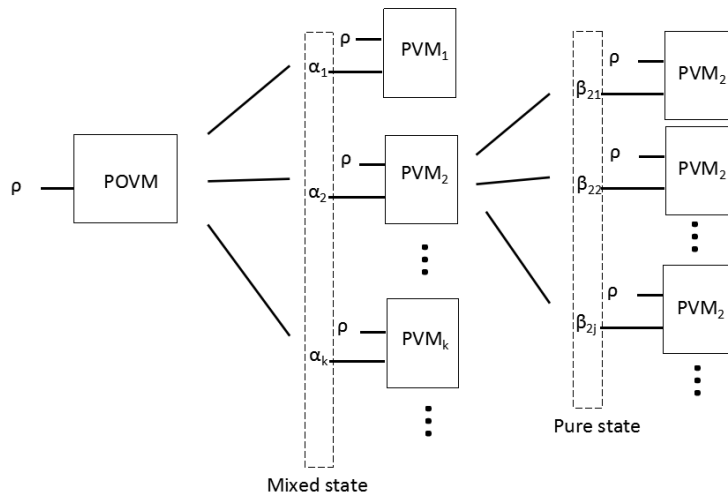 ρ
POVM
α₁
ρ
PVM₁
α₂
ρ
PVM₂
αₖ
ρ
PVMₖ
Mixed state
β₂₁
ρ
PVM₂
β₂₂
ρ
PVM₂
β₂ⱼ
ρ
PVM₂
Pure state